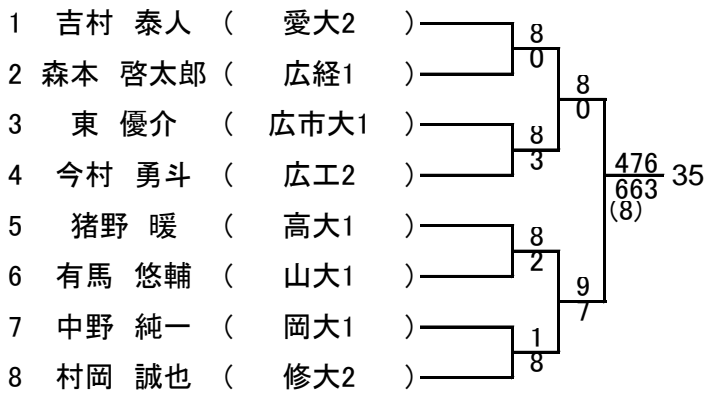 1 吉村 泰人 ( 愛大2 )
8
0
2 森本 啓太郎 ( 広経1 )
8
0
3 東 優介 ( 広市大1 )
8
3
4 今村 勇斗 ( 広工2 )
476
663
(8)
35
5 猪野 暖 ( 高大1 )
8
2
6 有馬 悠輔 ( 山大1 )
9
7
7 中野 純一 ( 岡大1 )
1
8
8 村岡 誠也 ( 修大2 )